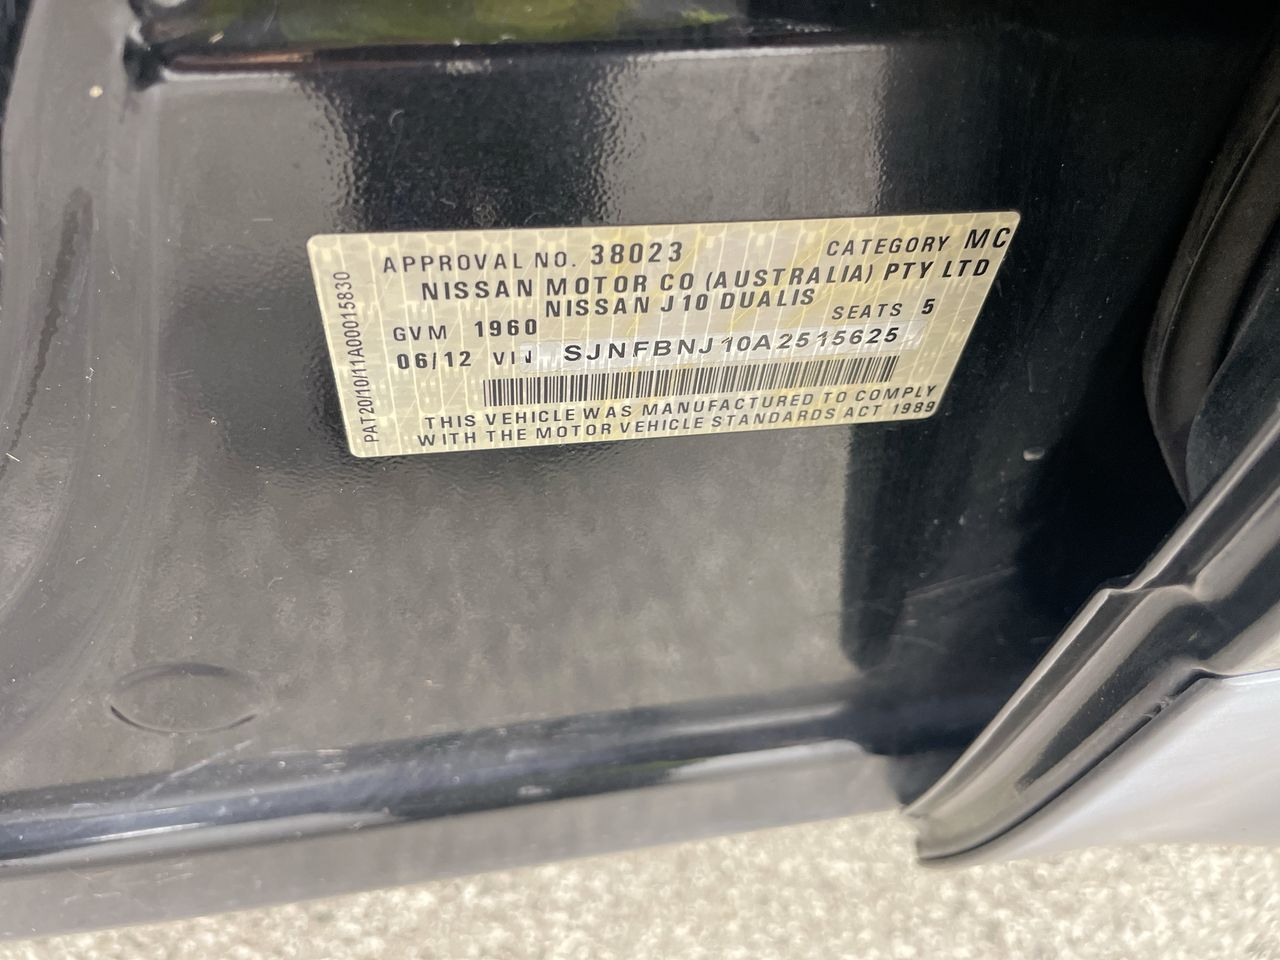 APPROVAL NO. 38023 CATEGORY MC
NISSAN MOTOR CO (AUSTRALIA) PTY LTD
NISSAN J10 DUALIS
GVM 1960 SEATS 5
06/12 VIN SJNFBNJ10A2515625
THIS VEHICLE WAS MANUFACTURED TO COMPLY
WITH THE MOTOR VEHICLE STANDARDS ACT 1989
PAT20/10/11A00015830